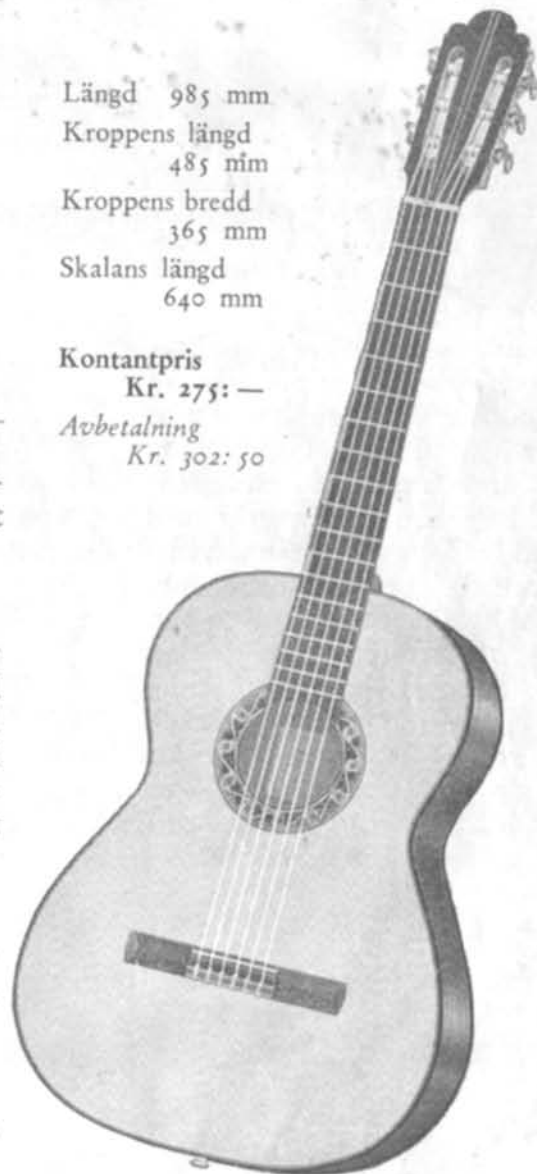 Längd 985 mm
Kroppens längd
485 mm
Kroppens bredd
365 mm
Skalans längd
640 mm
Kontantpris
Kr. 275: —
Avbetalning
Kr. 302: 50